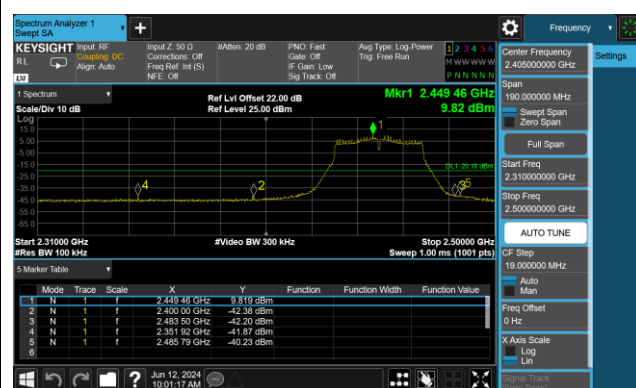 Spectrum Analyzer 1
Swept SA
Frequency
KEYSIGHT
RL
LXI
Input: RF
Coupling: DC
Align: Auto
Input Z: 50 Ω
Corrections: Off
Freq Ref: Int (S)
NFE: Off
#Atten: 20 dB
PNO: Fast
Gate: Off
IF Gain: Low
Sig Track: Off
Avg Type: Log-Power
Trig: Free Run
1 2 3 4 5 6
M W W W W W
P N N N N N
1 Spectrum
Scale/Div 10 dB
Ref Lvl Offset 22.00 dB
Ref Level 25.00 dBm
Mkr1 2.449 46 GHz
9.82 dBm
Log
15.0
5.00
-5.00
-15.0
-25.0
-35.0
-45.0
-55.0
-65.0
1
DL1 -20.18 dBm
4
2
Start 2.31000 GHz
#Res BW 100 kHz
#Video BW 300 kHz
Stop 2.50000 GHz
Sweep 1.00 ms (1001 pts)
5 Marker Table
Mode Trace Scale X Y Function Function Width Function Value
1 N 1 f 2.449 46 GHz 9.819 dBm
2 N 1 f 2.400 00 GHz -42.38 dBm
3 N 1 f 2.483 50 GHz -42.20 dBm
4 N 1 f 2.351 92 GHz -41.87 dBm
5 N 1 f 2.485 79 GHz -40.23 dBm
6
Center Frequency
2.405000000 GHz
Settings
Span
190.000000 MHz
Swept Span
Zero Span
Full Span
Start Freq
2.310000000 GHz
Stop Freq
2.500000000 GHz
AUTO TUNE
CF Step
19.000000 MHz
Auto
Man
Freq Offset
0 Hz
X Axis Scale
Log
Lin
Signal Track
?
Jun 12, 2024
10:01:17 AM